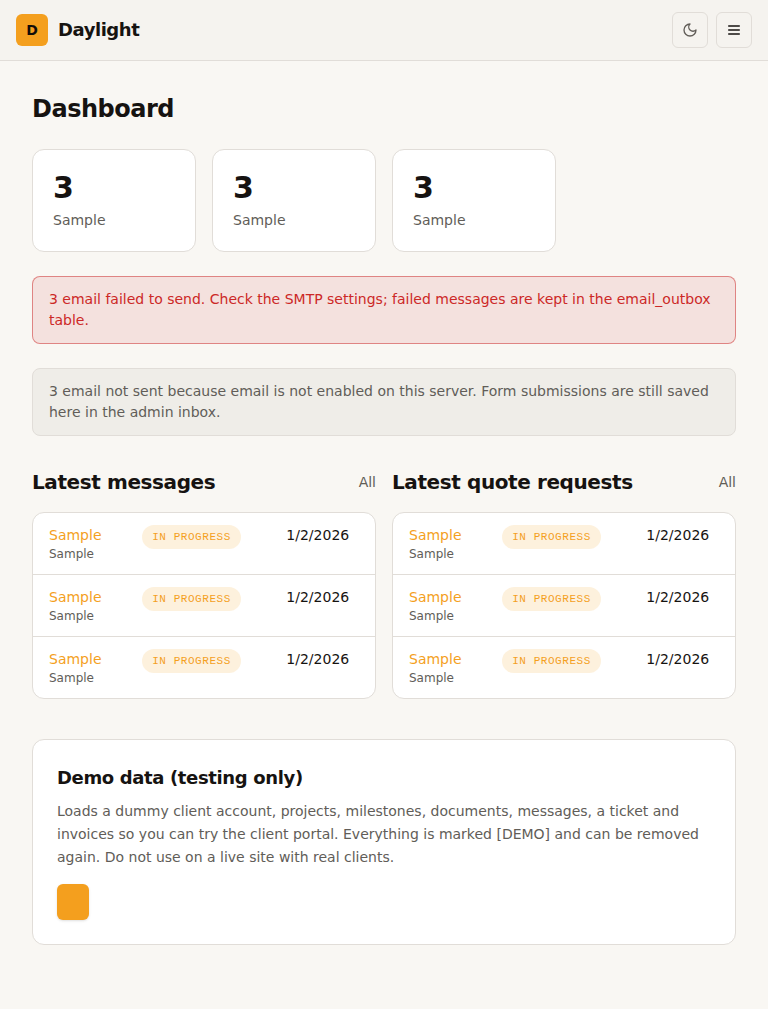 D Daylight
Dashboard
3
Sample
3
Sample
3
Sample
3 email failed to send. Check the SMTP settings; failed messages are kept in the email_outbox
table.
3 email not sent because email is not enabled on this server. Form submissions are still saved
here in the admin inbox.
Latest messages All
Sample IN PROGRESS 1/2/2026
Sample
Sample IN PROGRESS 1/2/2026
Sample
Sample IN PROGRESS 1/2/2026
Sample
Latest quote requests All
Sample IN PROGRESS 1/2/2026
Sample
Sample IN PROGRESS 1/2/2026
Sample
Sample IN PROGRESS 1/2/2026
Sample
Demo data (testing only)
Loads a dummy client account, projects, milestones, documents, messages, a ticket and
invoices so you can try the client portal. Everything is marked [DEMO] and can be removed
again. Do not use on a live site with real clients.